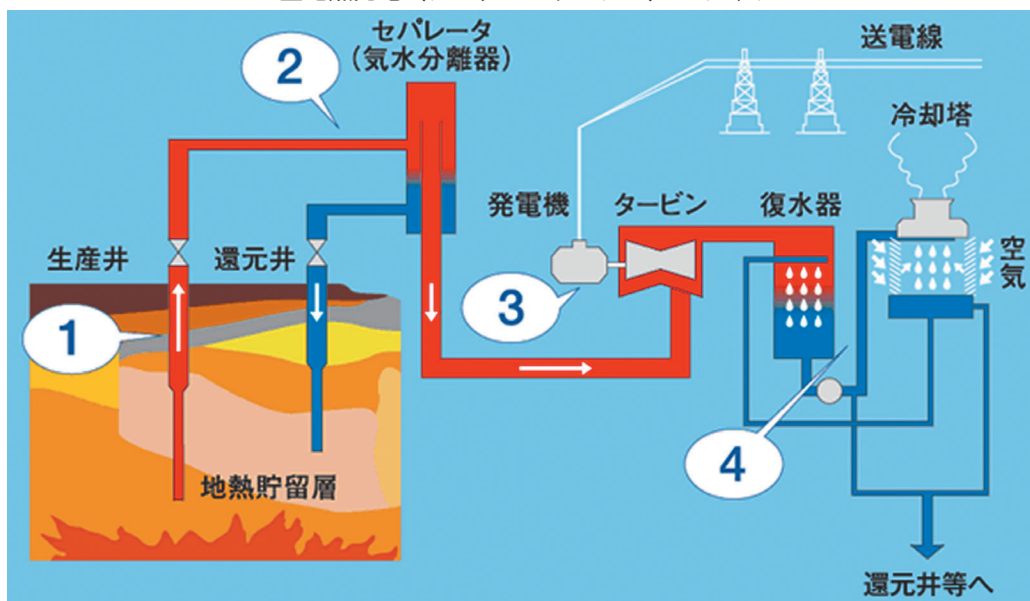 セパレータ
（気水分離器）
2
送電線
冷却塔
発電機
タービン
復水器
生産井
還元井
空気
3
1
4
地熱貯留層
還元井等へ